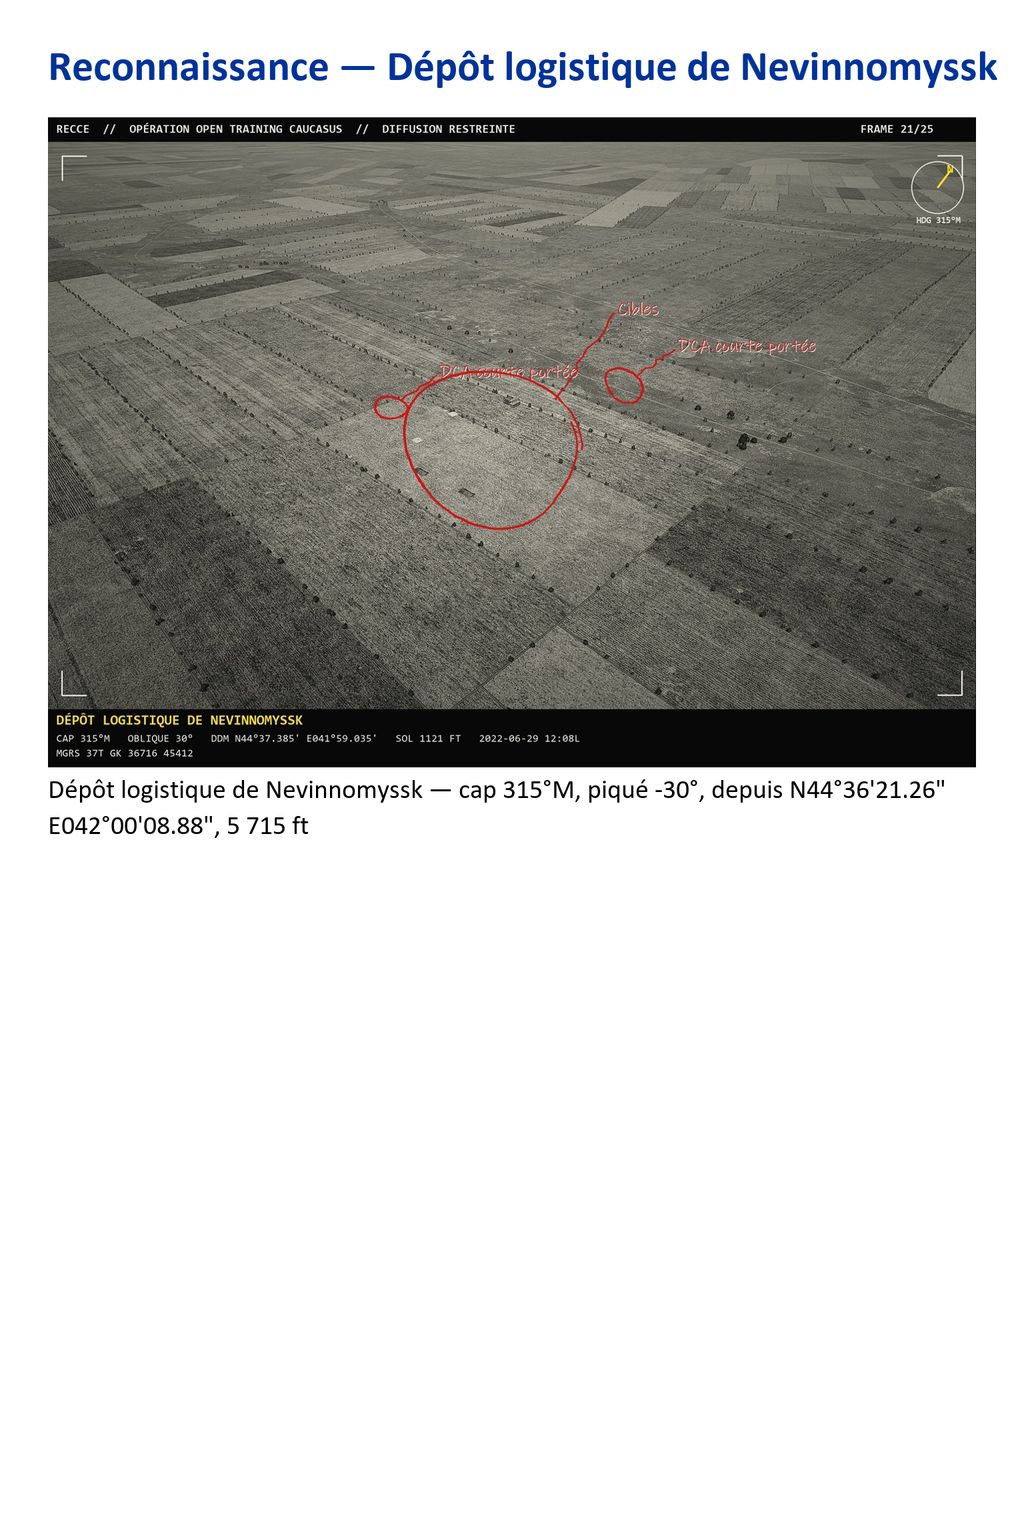 Reconnaissance — Dépôt logistique de Nevinnomyssk
RECCE // OPÉRATION OPEN TRAINING CAUCASUS // DIFFUSION RESTREINTE FRAME 21/25
N
HDG 315°M
Cibles
DCA courte portée
DCA courte portée
DÉPÔT LOGISTIQUE DE NEVINNOMYSSK
CAP 315°M OBLIQUE 30° DDM N44°37.385' E041°59.035' SOL 1121 FT 2022-06-29 12:08L
MGRS 37T GK 36716 45412
Dépôt logistique de Nevinnomyssk — cap 315°M, piqué -30°, depuis N44°36'21.26"
E042°00'08.88", 5 715 ft